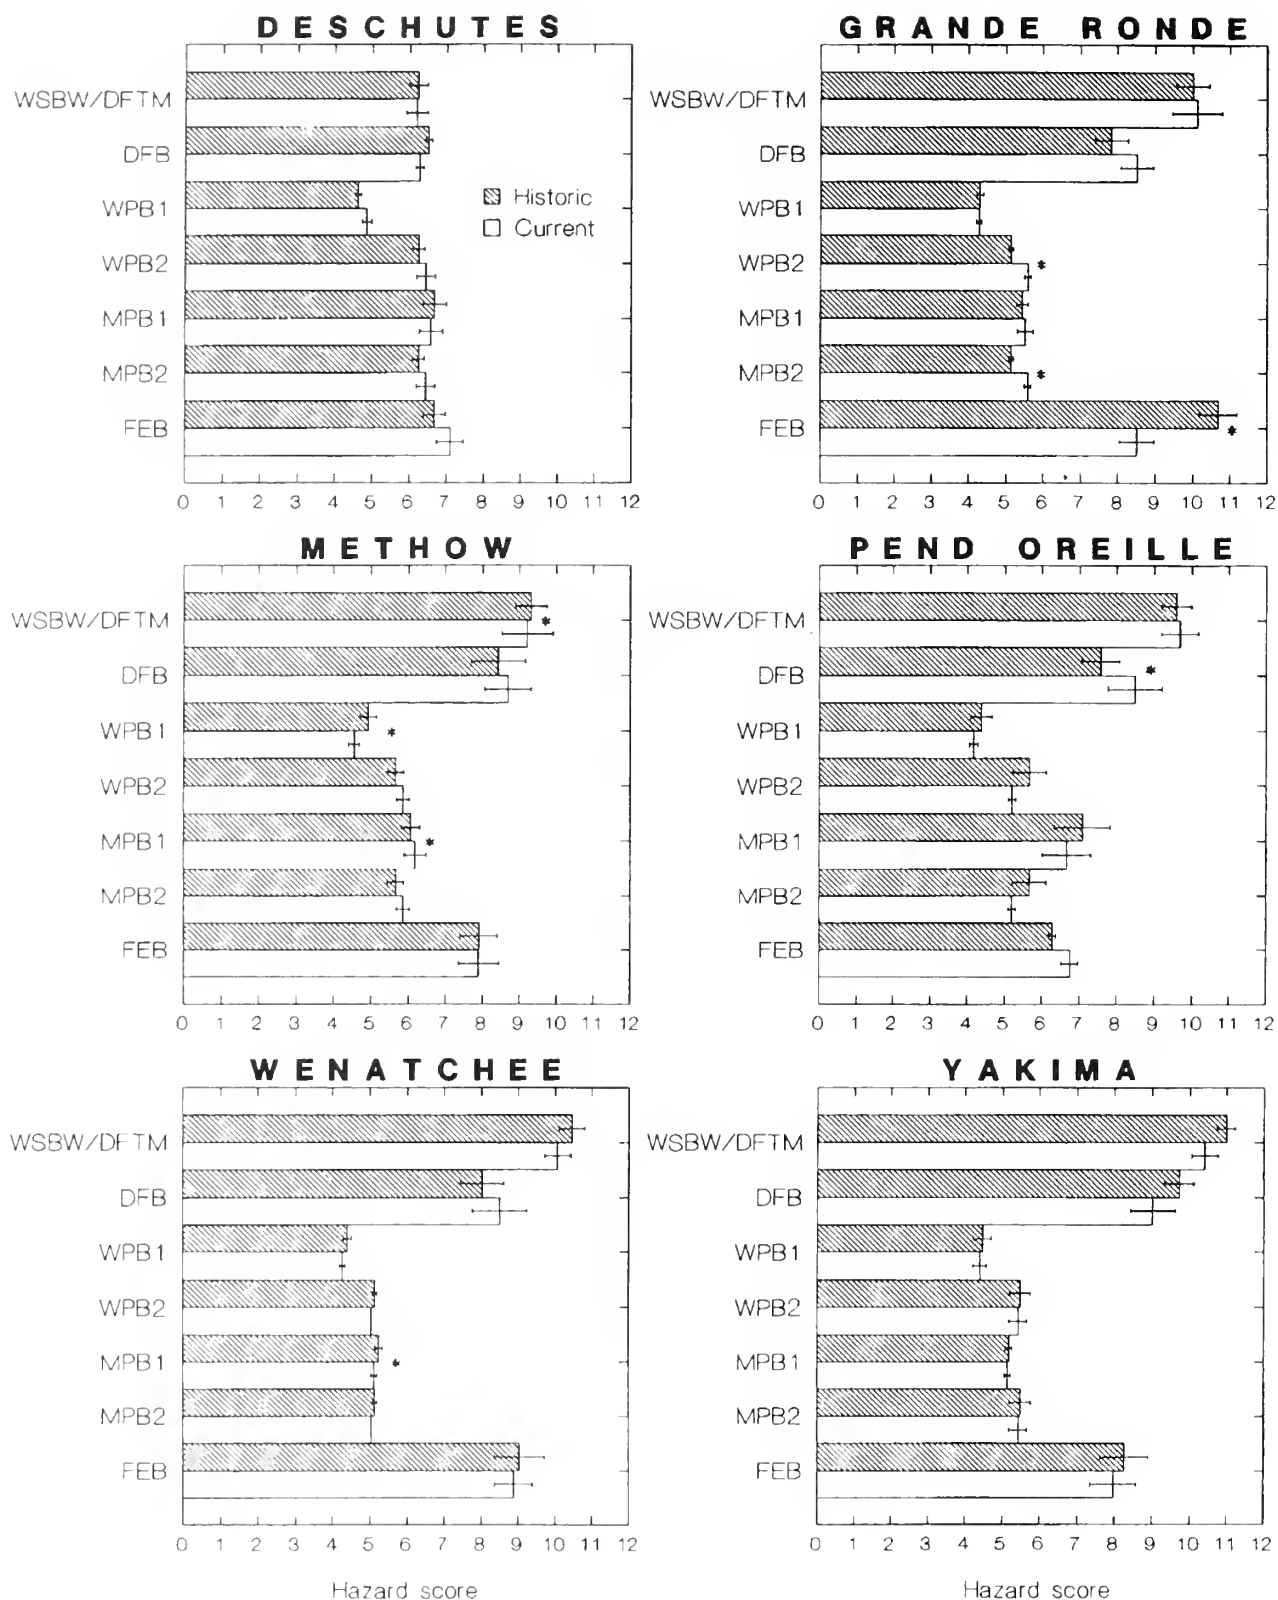 DESCHUTES
WSBW/DFTM
DFB
WPB1
WPB2
MPB1
MPB2
FEB
Historic
Current
0 1 2 3 4 5 6 7 8 9 10 11 12
GRANDE RONDE
WSBW/DFTM
DFB
WPB1
WPB2
*
MPB1
MPB2
*
FEB
*
0 1 2 3 4 5 6 7 8 9 10 11 12
METHOW
WSBW/DFTM
*
DFB
WPB1
*
WPB2
MPB1
*
MPB2
FEB
0 1 2 3 4 5 6 7 8 9 10 11 12
PEND OREILLE
WSBW/DFTM
DFB
*
WPB1
WPB2
MPB1
MPB2
FEB
0 1 2 3 4 5 6 7 8 9 10 11 12
WENATCHEE
WSBW/DFTM
DFB
WPB1
WPB2
MPB1
*
MPB2
FEB
0 1 2 3 4 5 6 7 8 9 10 11 12
Hazard score
YAKIMA
WSBW/DFTM
DFB
WPB1
WPB2
MPB1
MPB2
FEB
0 1 2 3 4 5 6 7 8 9 10 11 12
Hazard score